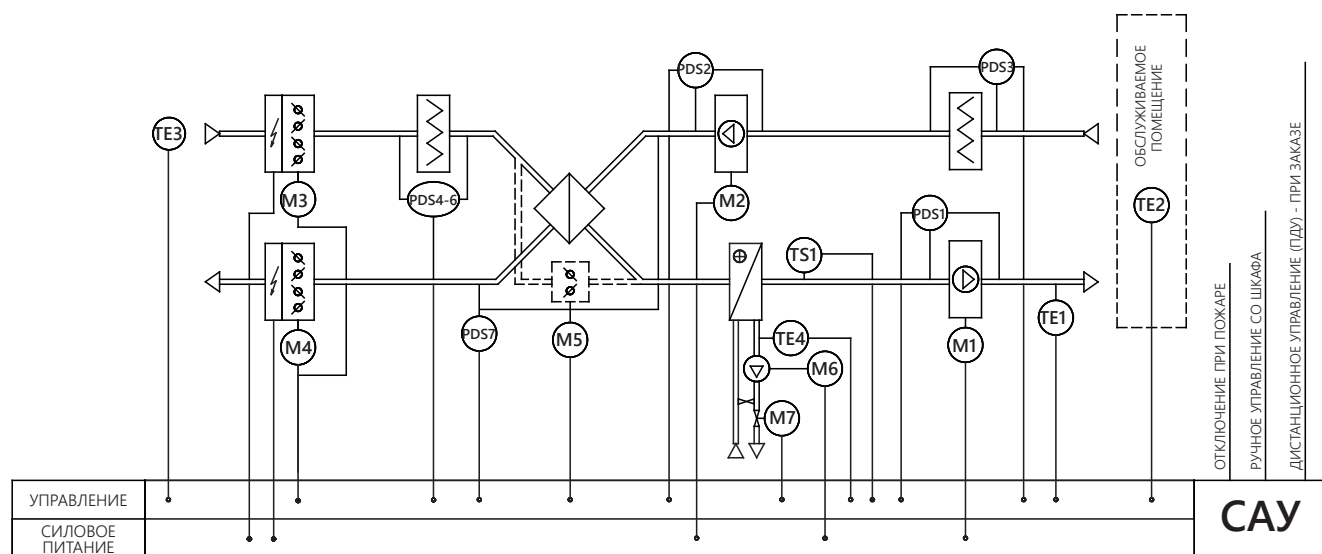 PDS2
PDS3
ОБСЛУЖИВАЕМОЕ
ПОМЕЩЕНИЕ
TE3
M3
PDS4-6
M2
TE2
PDS1
TS1
M4
PDS7
M5
TE4
M6
M1
TE1
M7
ОТКЛЮЧЕНИЕ ПРИ ПОЖАРЕ
РУЧНОЕ УПРАВЛЕНИЕ СО ШКАФА
ДИСТАНЦИОННОЕ УПРАВЛЕНИЕ (ПДУ) - ПРИ ЗАКАЗЕ
УПРАВЛЕНИЕ
СИЛОВОЕ
ПИТАНИЕ
САУ